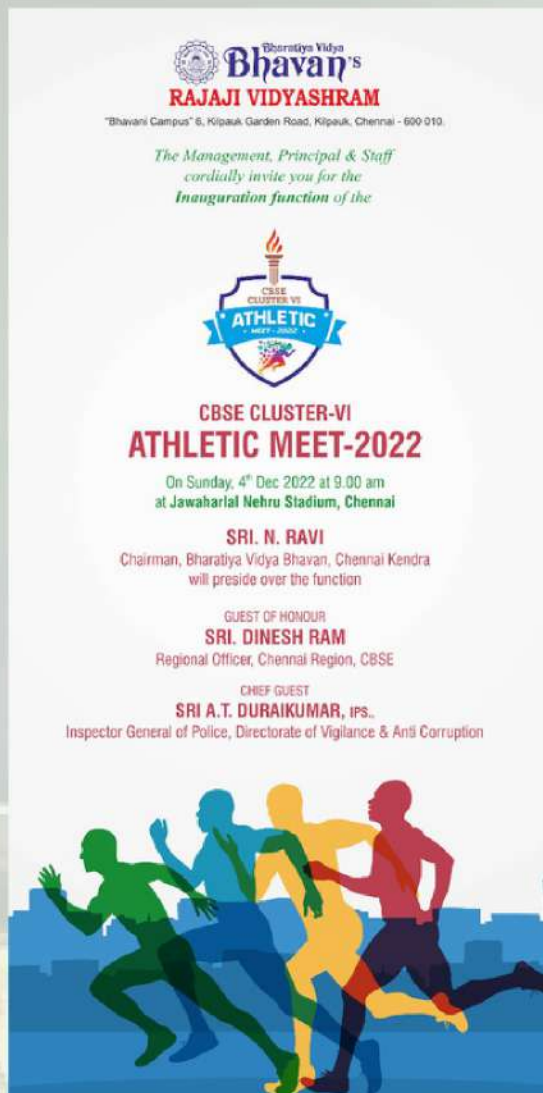 Bharatiya Vidya
Bhavan's
RAJAJI VIDYASHRAM
"Bhavani Campus" 6, Kilpauk Garden Road, Kilpauk, Chennai - 600 010.
The Management, Principal & Staff
cordially invite you for the
Inauguration function of the
CBSE
CLUSTER VI
ATHLETIC
MEET - 2022
CBSE CLUSTER-VI
ATHLETIC MEET-2022
On Sunday, 4th Dec 2022 at 9.00 am
at Jawaharlal Nehru Stadium, Chennai
SRI. N. RAVI
Chairman, Bharatiya Vidya Bhavan, Chennai Kendra
will preside over the function
GUEST OF HONOUR
SRI. DINESH RAM
Regional Officer, Chennai Region, CBSE
CHIEF GUEST
SRI A.T. DURAIKUMAR, IPS.,
Inspector General of Police, Directorate of Vigilance & Anti Corruption